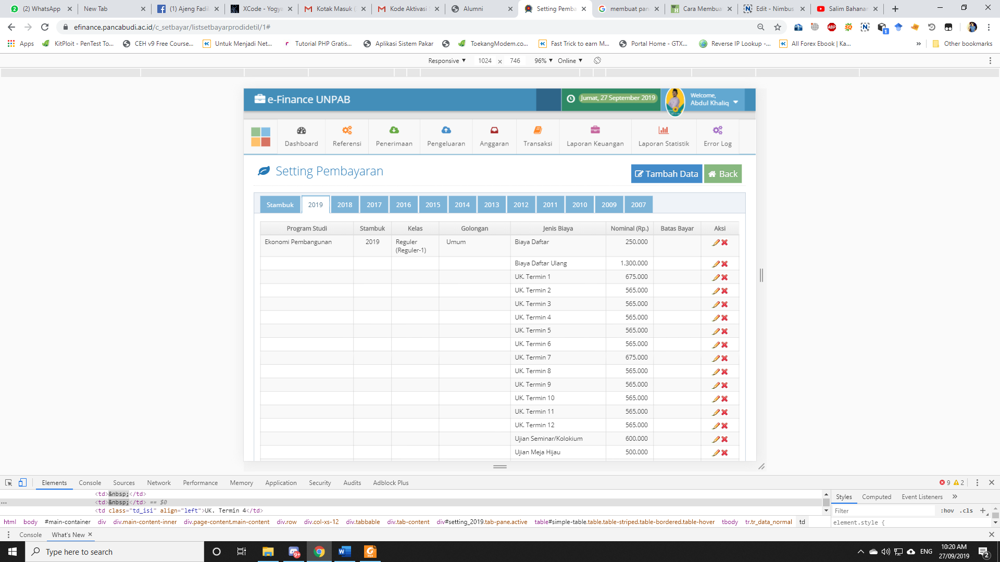 (2) WhatsApp
New Tab
(1) Ajeng Fadil
XCode - Yogya
Kotak Masuk (
Kode Aktivasi
Alumni
Setting Pemba
membuat pan
Cara Membua
Edit - Nimbus
Salim Bahanan
efinance.pancabudi.ac.id/c_setbayar/listsetbayarprodidetil/1#
Apps
KitPloit - PenTest To...
CEH v9 Free Course...
Untuk Menjadi Net...
Tutorial PHP Gratis...
Aplikasi Sistem Pakar
ToekangModem.co...
Fast Trick to earn M...
Portal Home - GTX...
Reverse IP Lookup -...
All Forex Ebook | Ka...
»
Other bookmarks
Responsive ▼ 1024 x 746 96% ▼ Online ▼
e-Finance UNPAB
Jumat, 27 September 2019
Welcome,
Abdul Khaliq
Dashboard
Referensi
Penerimaan
Pengeluaran
Anggaran
Transaksi
Laporan Keuangan
Laporan Statistik
Error Log
Setting Pembayaran
Tambah Data
Back
Stambuk 2019 2018 2017 2016 2015 2014 2013 2012 2011 2010 2009 2007
Program Studi Stambuk Kelas Golongan Jenis Biaya Nominal (Rp.) Batas Bayar Aksi
Ekonomi Pembangunan 2019 Reguler Umum Biaya Daftar 250.000
(Reguler-1)
Biaya Daftar Ulang 1.300.000
UK. Termin 1 675.000
UK. Termin 2 565.000
UK. Termin 3 565.000
UK. Termin 4 565.000
UK. Termin 5 565.000
UK. Termin 6 565.000
UK. Termin 7 675.000
UK. Termin 8 565.000
UK. Termin 9 565.000
UK. Termin 10 565.000
UK. Termin 11 565.000
UK. Termin 12 565.000
Ujian Seminar/Kolokium 600.000
Ujian Meja Hijau 500.000
Elements Console Sources Network Performance Memory Application Security Audits Adblock Plus
9 2
<td>&nbsp;</td>
... <td>&nbsp;</td> == $0
<td class="td_isi" align="left">UK. Termin 4</td>
html body #main-container div div.main-content-inner div.page-content.main-content div.row div.col-xs-12 div.tabbable div.tab-content div#setting_2019.tab-pane.active table#simple-table.table.table-striped.table-bordered.table-hover tbody tr.tr_data_normal td
Styles Computed Event Listeners »
Filter :hov .cls +
element.style {
Console What's New
Type here to search
9+
ENG
10:20 AM
27/09/2019
2